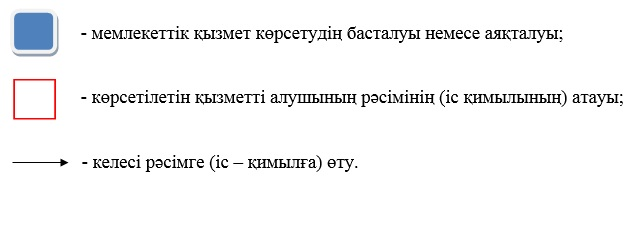 - мемлекеттік қызмет көрсетудің басталуы немесе аяқталуы;
- көрсетілетін қызметті алушының рәсімінің (іс қимылының) атауы;
- келесі рәсімге (іс – қимылға) өту.